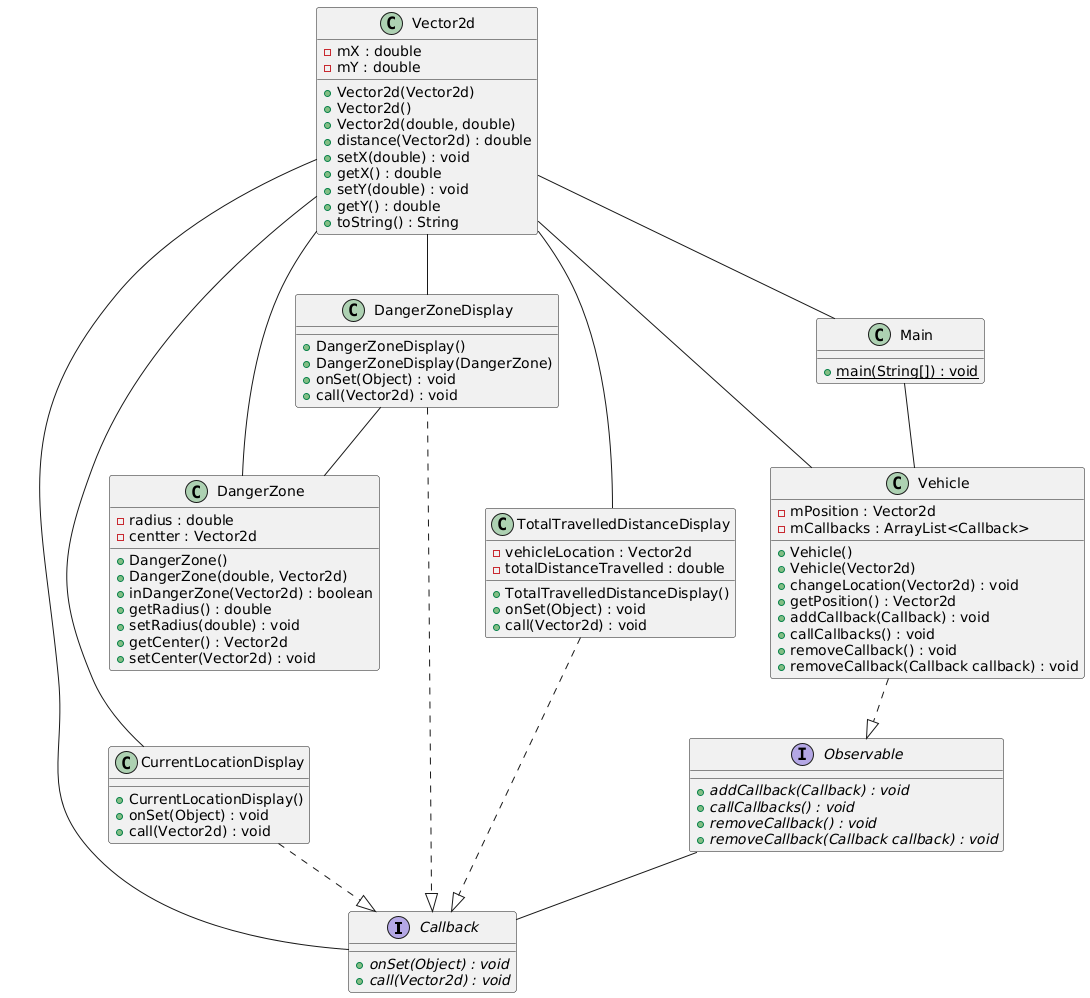 C Vector2d
mX : double
mY : double
Vector2d(Vector2d)
Vector2d()
Vector2d(double, double)
distance(Vector2d) : double
setX(double) : void
getX() : double
setY(double) : void
getY() : double
toString() : String
C DangerZoneDisplay
DangerZoneDisplay()
DangerZoneDisplay(DangerZone)
onSet(Object) : void
call(Vector2d) : void
C Main
main(String[]) : void
C DangerZone
radius : double
centter : Vector2d
DangerZone()
DangerZone(double, Vector2d)
inDangerZone(Vector2d) : boolean
getRadius() : double
setRadius(double) : void
getCenter() : Vector2d
setCenter(Vector2d) : void
C TotalTravelledDistanceDisplay
vehicleLocation : Vector2d
totalDistanceTravelled : double
TotalTravelledDistanceDisplay()
onSet(Object) : void
call(Vector2d) : void
C Vehicle
mPosition : Vector2d
mCallbacks : ArrayList<Callback>
Vehicle()
Vehicle(Vector2d)
changeLocation(Vector2d) : void
getPosition() : Vector2d
addCallback(Callback) : void
callCallbacks() : void
removeCallback() : void
removeCallback(Callback callback) : void
C CurrentLocationDisplay
CurrentLocationDisplay()
onSet(Object) : void
call(Vector2d) : void
I Observable
addCallback(Callback) : void
callCallbacks() : void
removeCallback() : void
removeCallback(Callback callback) : void
I Callback
onSet(Object) : void
call(Vector2d) : void